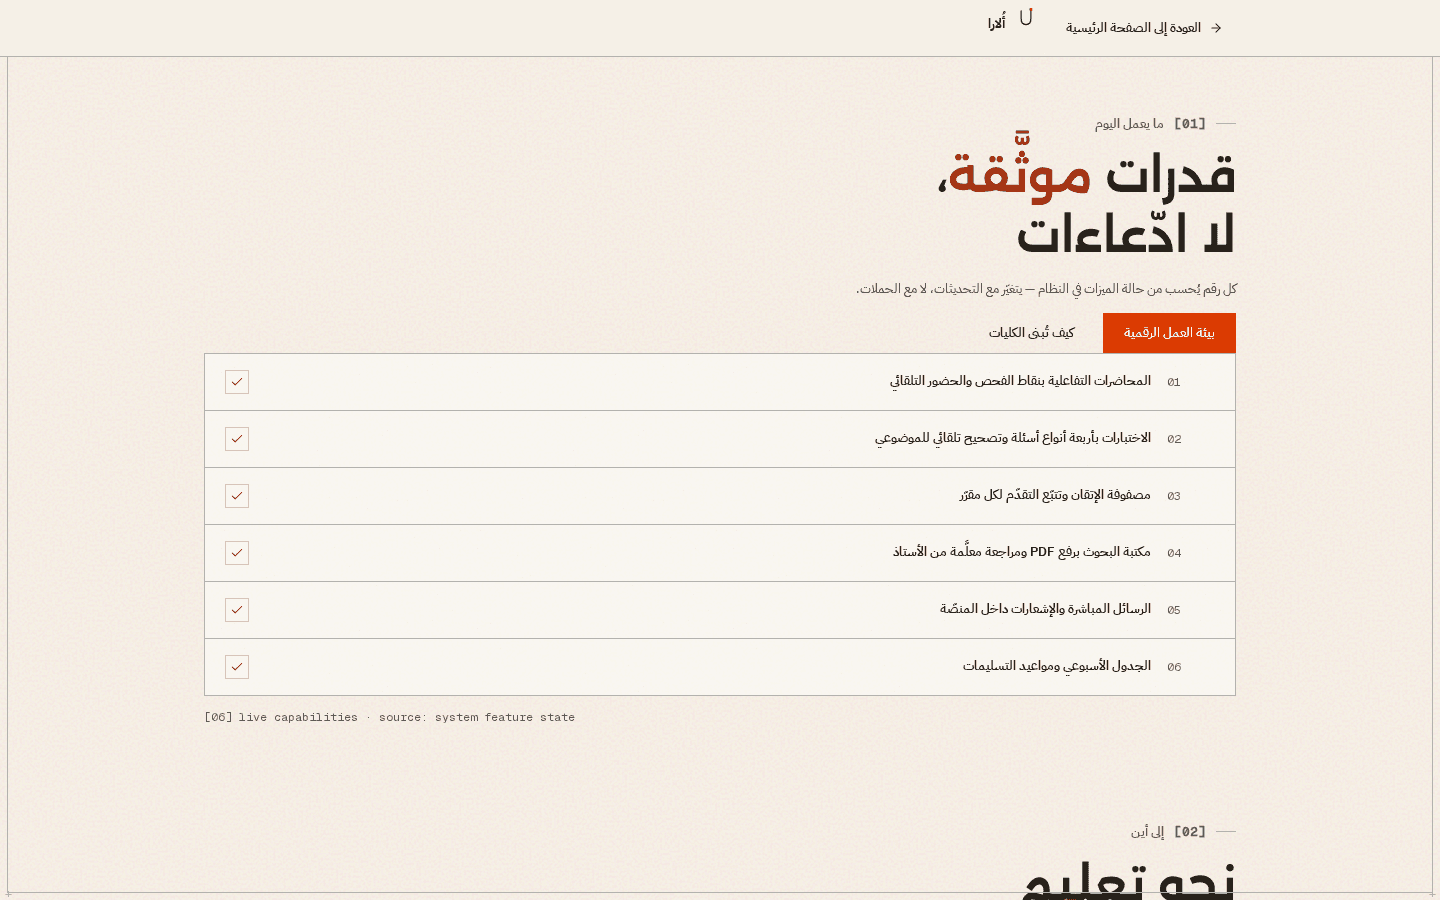 العودة إلى الصفحة الرئيسية
أُلارا
[01] ما يعمل اليوم
قدرات موثَّقة،
لا ادّعاءات
كل رقم يُحسب من حالة الميزات في النظام — يتغيّر مع التحديثات، لا مع الحملات.
بيئة العمل الرقمية
كيف تُبنى الكليات
01 المحاضرات التفاعلية بنقاط الفحص والحضور التلقائي
02 الاختبارات بأربعة أنواع أسئلة وتصحيح تلقائي للموضوعي
03 مصفوفة الإتقان وتتبّع التقدّم لكل مقرّر
04 مكتبة البحوث برفع PDF ومراجعة معلَّمة من الأستاذ
05 الرسائل المباشرة والإشعارات داخل المنصّة
06 الجدول الأسبوعي ومواعيد التسليمات
[06] live capabilities · source: system feature state
[02] إلى أين
نحو تعليم